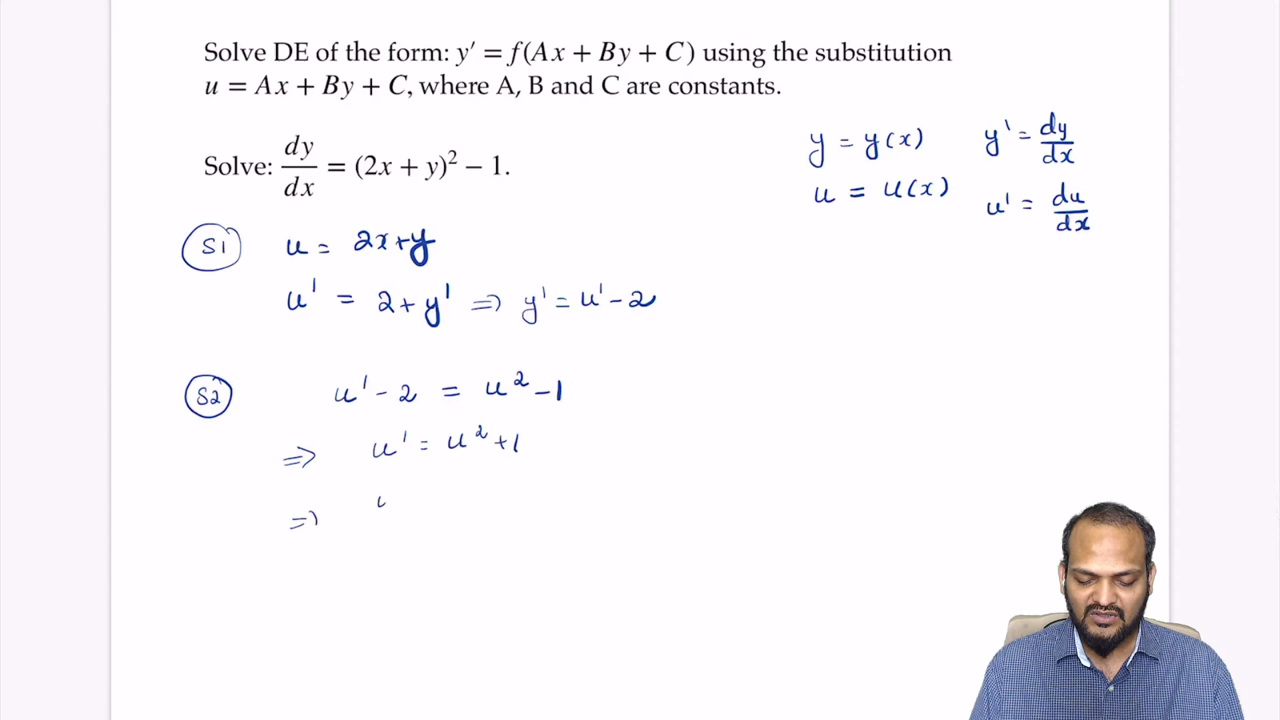 Solve DE of the form: y′ = f(Ax + By + C) using the substitution
u = Ax + By + C, where A, B and C are constants.
Solve: dy/dx = (2x + y)² − 1.
y = y(x) y' = dy/dx
u = u(x) u' = du/dx
S1 u = 2x+y
u' = 2+y' => y' = u'-2
S2 u'-2 = u²-1
=> u' = u²+1
=>